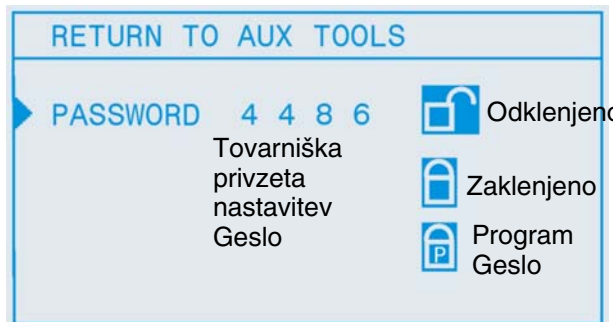 RETURN TO AUX TOOLS
PASSWORD 4 4 8 6
Tovarniška
privzeta
nastavitev
Geslo
Odklenjeno
Zaklenjeno
P
Program
Geslo